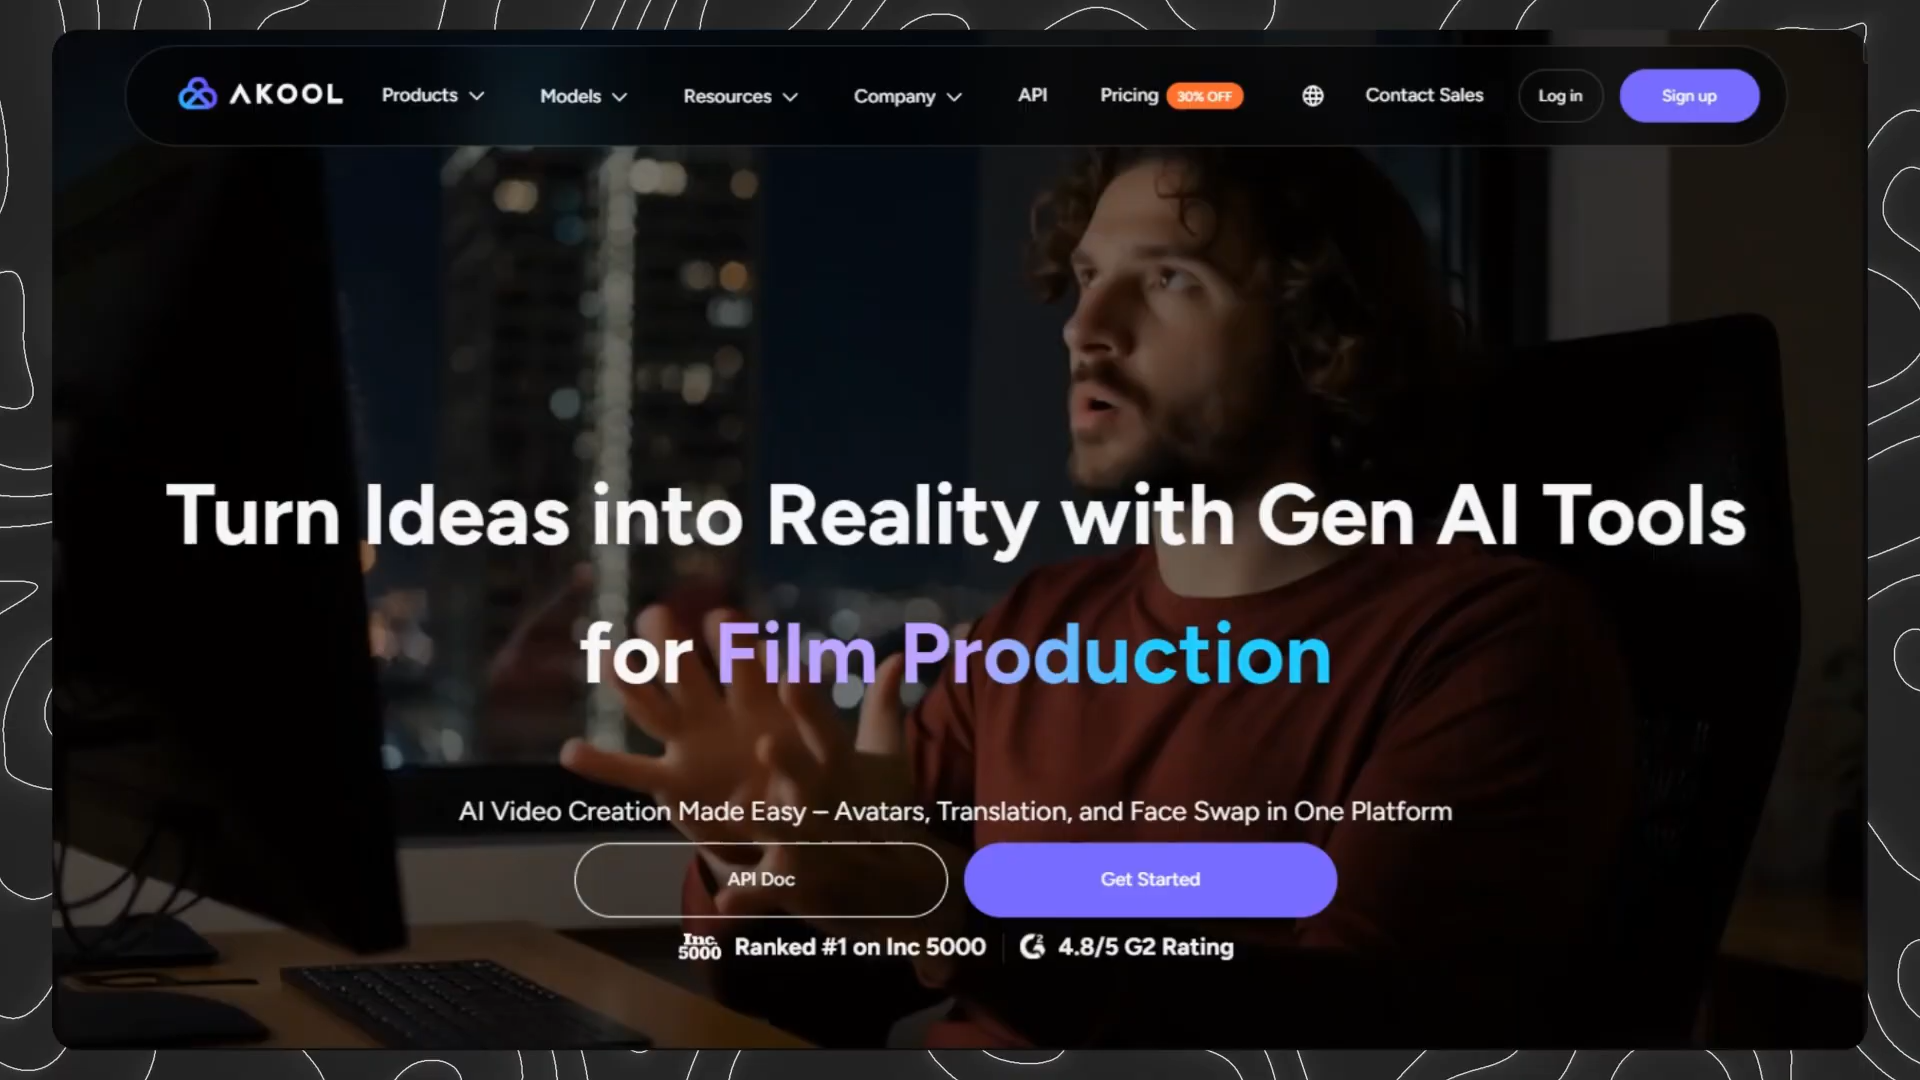 AKOOL Products Models Resources Company API Pricing 30% OFF Contact Sales Log in Sign up
Turn Ideas into Reality with Gen AI Tools
for Film Production
AI Video Creation Made Easy – Avatars, Translation, and Face Swap in One Platform
API Doc Get Started
Inc. 5000 Ranked #1 on Inc 5000 G2 4.8/5 G2 Rating